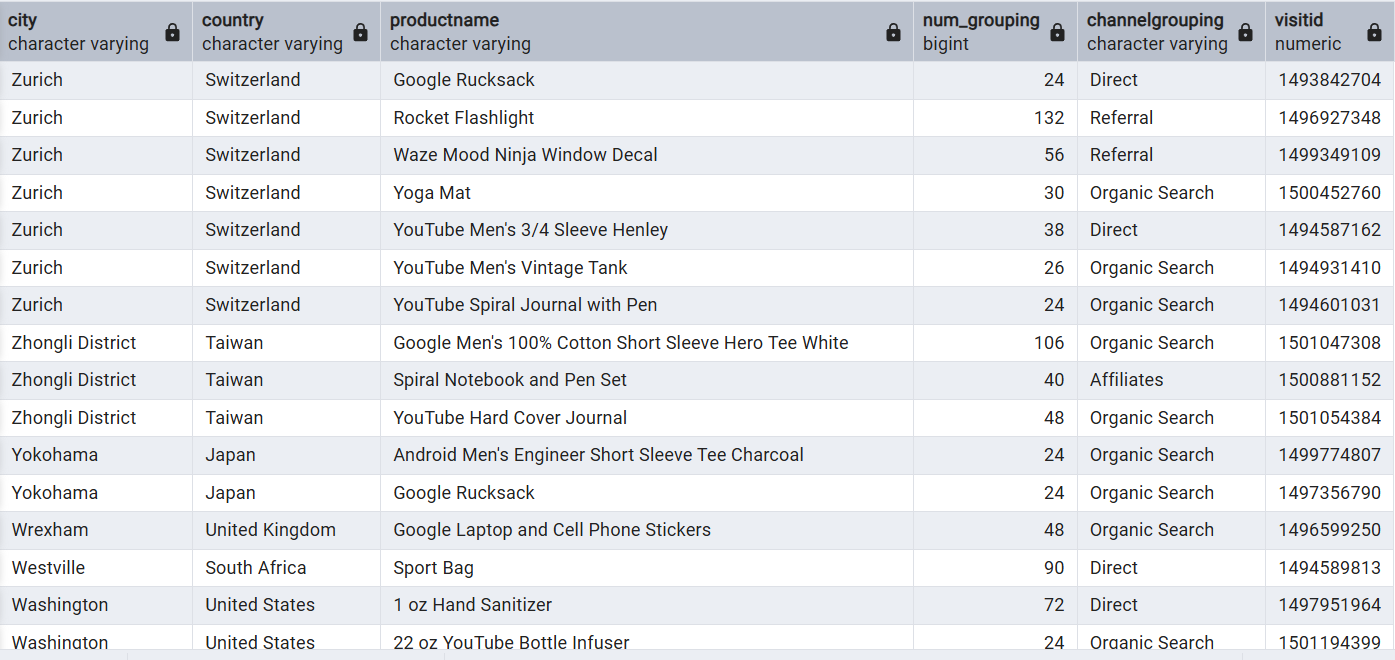 city country productname num_grouping channelgrouping visitid
character varying character varying character varying bigint character varying numeric
Zurich Switzerland Google Rucksack 24 Direct 1493842704
Zurich Switzerland Rocket Flashlight 132 Referral 1496927348
Zurich Switzerland Waze Mood Ninja Window Decal 56 Referral 1499349109
Zurich Switzerland Yoga Mat 30 Organic Search 1500452760
Zurich Switzerland YouTube Men's 3/4 Sleeve Henley 38 Direct 1494587162
Zurich Switzerland YouTube Men's Vintage Tank 26 Organic Search 1494931410
Zurich Switzerland YouTube Spiral Journal with Pen 24 Organic Search 1494601031
Zhongli District Taiwan Google Men's 100% Cotton Short Sleeve Hero Tee White 106 Organic Search 1501047308
Zhongli District Taiwan Spiral Notebook and Pen Set 40 Affiliates 1500881152
Zhongli District Taiwan YouTube Hard Cover Journal 48 Organic Search 1501054384
Yokohama Japan Android Men's Engineer Short Sleeve Tee Charcoal 24 Organic Search 1499774807
Yokohama Japan Google Rucksack 24 Organic Search 1497356790
Wrexham United Kingdom Google Laptop and Cell Phone Stickers 48 Organic Search 1496599250
Westville South Africa Sport Bag 90 Direct 1494589813
Washington United States 1 oz Hand Sanitizer 72 Direct 1497951964
Washington United States 22 oz YouTube Bottle Infuser 24 Organic Search 1501194399